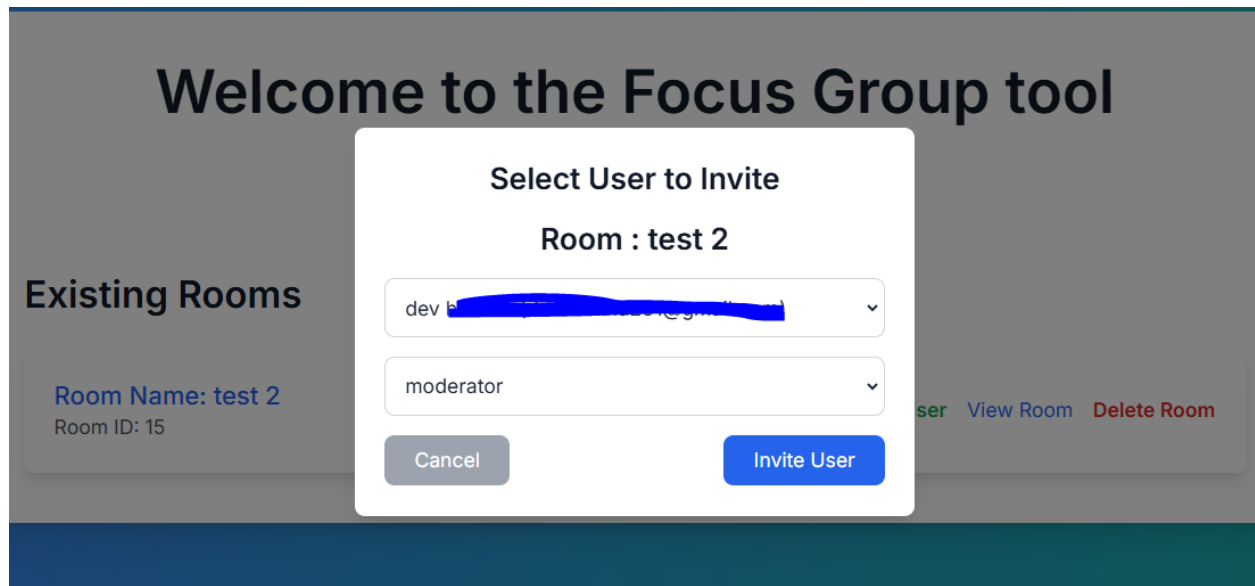 Welcome to the Focus Group tool
Select User to Invite
Room : test 2
Existing Rooms
dev
moderator
Room Name: test 2
Room ID: 15
ser View Room Delete Room
Cancel
Invite User